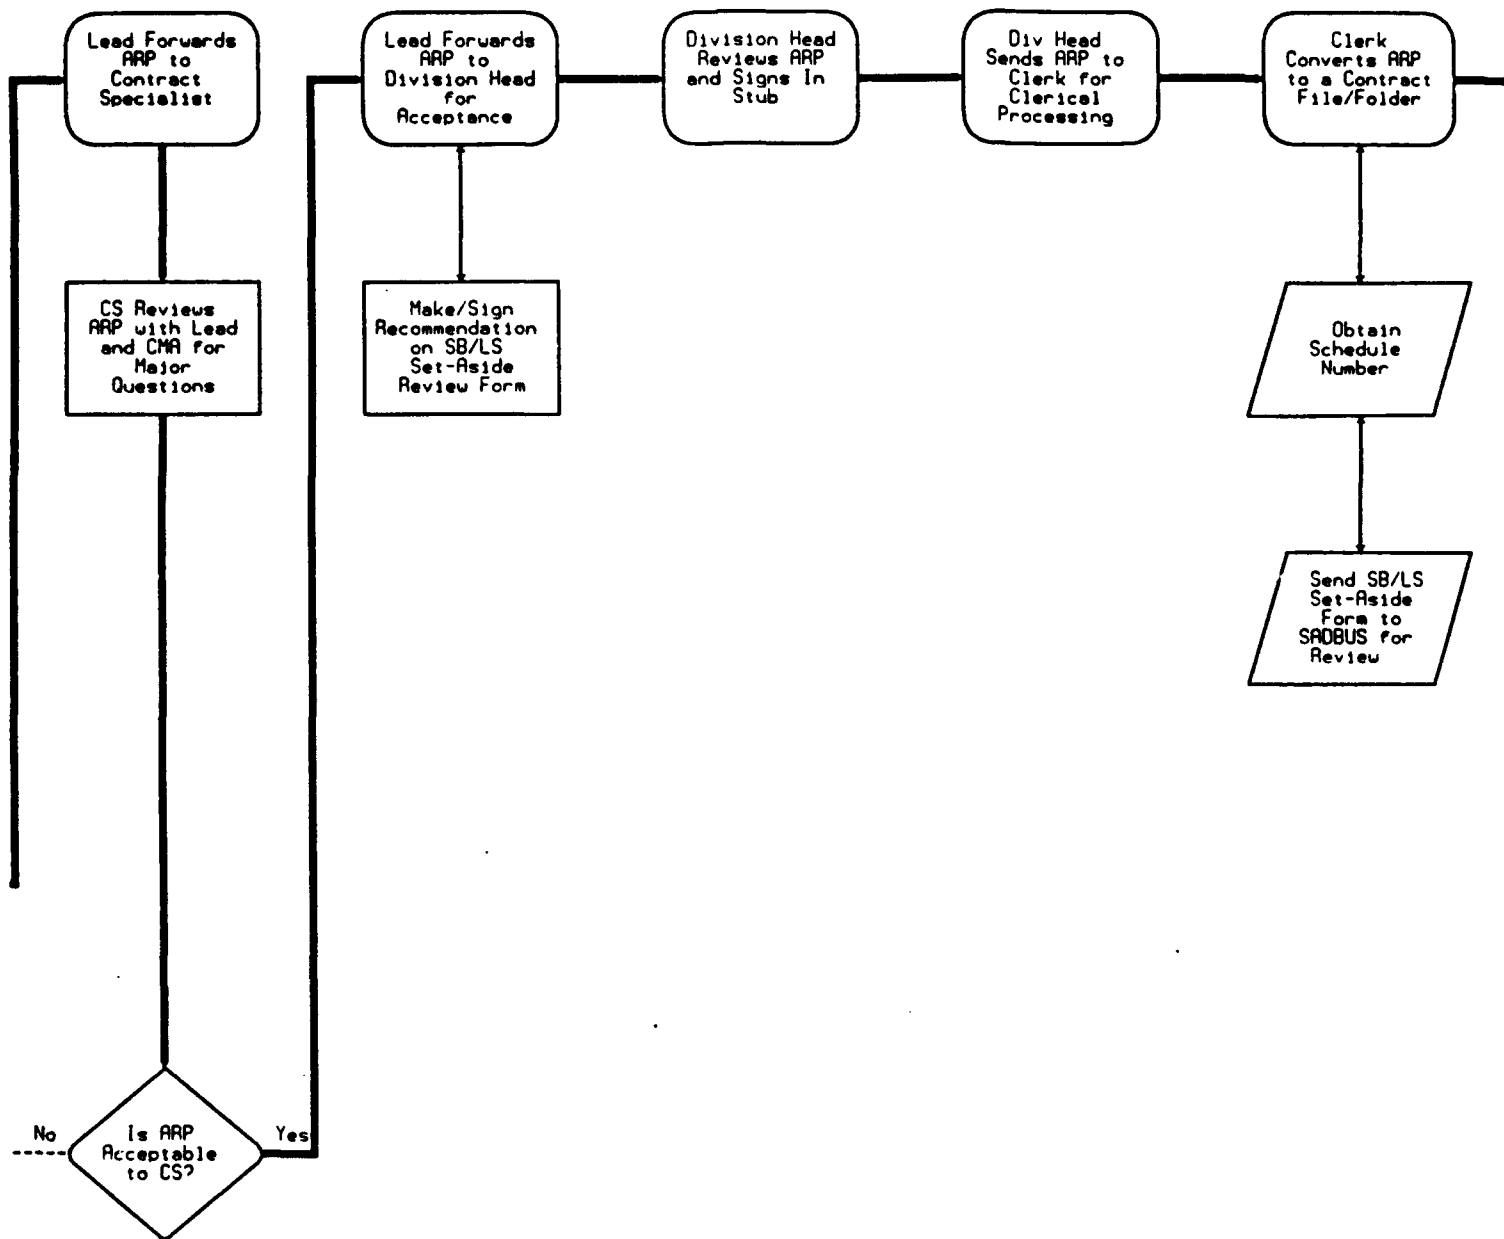 Lead Forwards
ARP to
Contract
Specialist
Lead Forwards
ARP to
Division Head
for
Acceptance
Division Head
Reviews ARP
and Signs In
Stub
Div Head
Sends ARP to
Clerk for
Clerical
Processing
Clerk
Converts ARP
to a Contract
File/Folder
CS Reviews
ARP with Lead
and CMA for
Major
Questions
Make/Sign
Recommendation
on SB/LS
Set-Aside
Review Form
Obtain
Schedule
Number
Send SB/LS
Set-Aside
Form to
SADBUS for
Review
No
Is ARP
Acceptable
to CS?
Yes